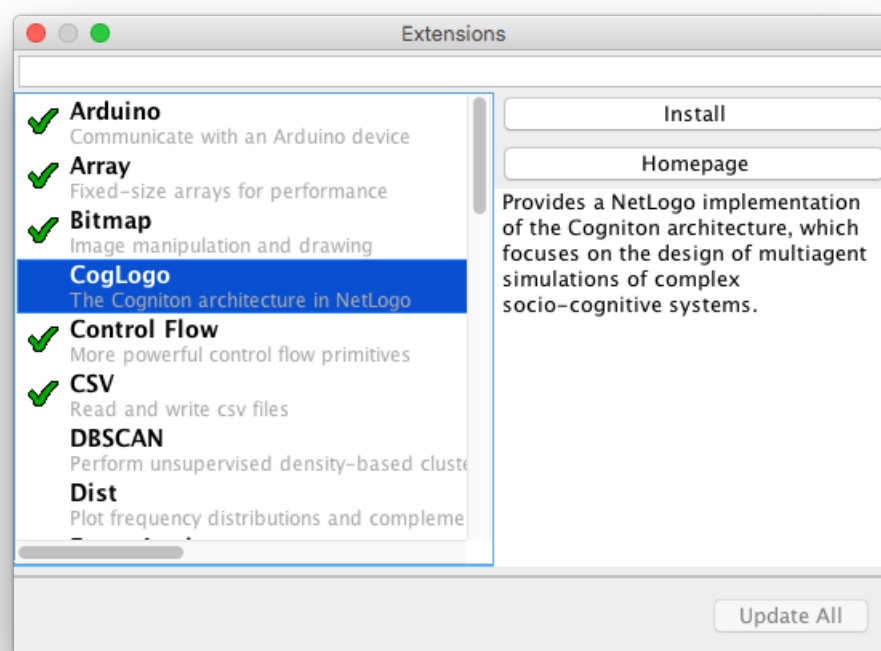 Extensions
Arduino
Communicate with an Arduino device
Array
Fixed-size arrays for performance
Bitmap
Image manipulation and drawing
CogLogo
The Cogniton architecture in NetLogo
Control Flow
More powerful control flow primitives
CSV
Read and write csv files
DBSCAN
Perform unsupervised density-based cluste
Dist
Plot frequency distributions and compleme
Install
Homepage
Provides a NetLogo implementation
of the Cogniton architecture, which
focuses on the design of multiagent
simulations of complex
socio-cognitive systems.
Update All